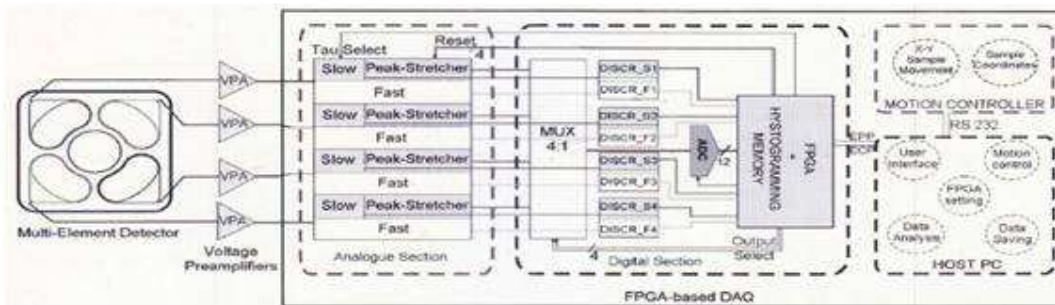 Multi-Element Detector
VPA
VPA
VPA
VPA
Voltage
Preamplifiers
Tau Select
Reset
4
Slow Peak-Stretcher
Fast
Slow Peak-Stretcher
Fast
Slow Peak-Stretcher
Fast
Slow Peak-Stretcher
Fast
Analogue Section
MUX
4:1
4
DISCR_S1
DISCR_F1
DISCR_S2
DISCR_F2
DISCR_S3
DISCR_F3
DISCR_S4
DISCR_F4
ADC
12
FPGA
+
HYSTOGRAMMING
MEMORY
Output
Select
Digital Section
FPGA-based DAQ
EPP
X-Y
Sample
Movement
Sample
Coordinates
MOTION CONTROLLER
RS 232
User
Interface
Motion
control
FPGA
setting
Data
Analysis
Data
Saving
HOST PC